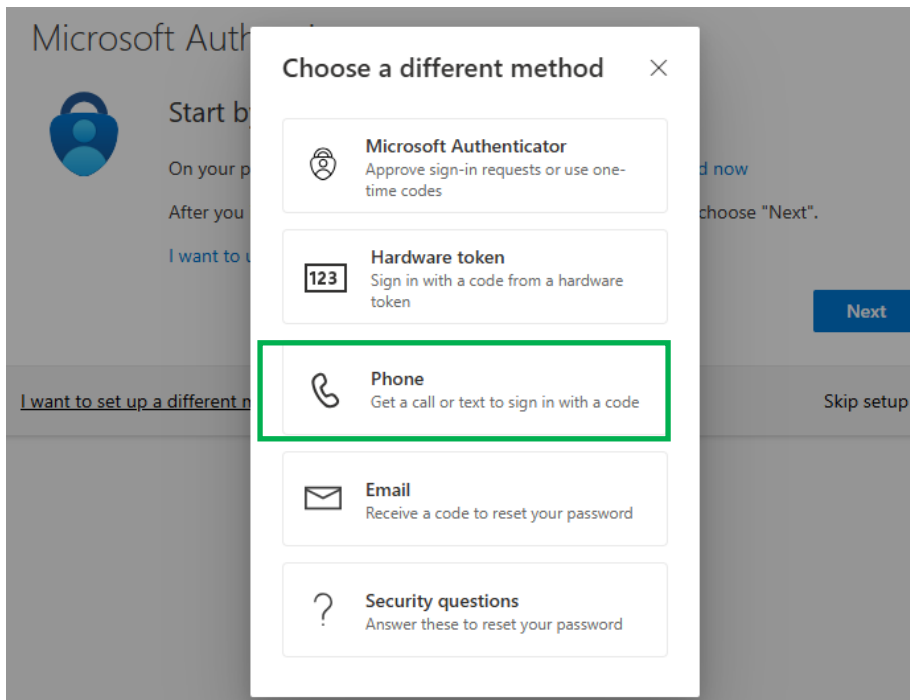 Microsoft Auth
Choose a different method
Start b
Microsoft Authenticator
Approve sign-in requests or use one-
time codes
On your p
d now
After you
choose "Next".
I want to u
Hardware token
123
Sign in with a code from a hardware
token
Next
Phone
Get a call or text to sign in with a code
I want to set up a different m
Skip setup
Email
Receive a code to reset your password
Security questions
Answer these to reset your password